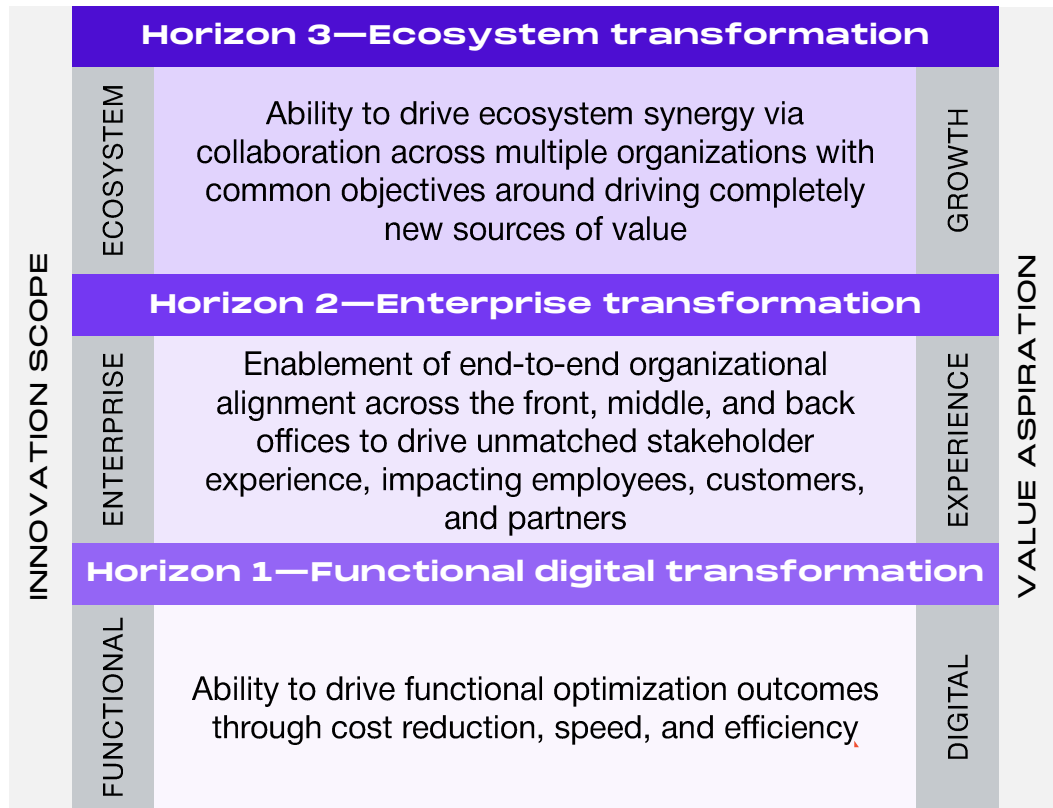 Horizon 3—Ecosystem transformation
INNOVATION SCOPE
ECOSYSTEM
Ability to drive ecosystem synergy via
collaboration across multiple organizations with
common objectives around driving completely
new sources of value
GROWTH
VALUE ASPIRATION
Horizon 2—Enterprise transformation
ENTERPRISE
Enablement of end-to-end organizational
alignment across the front, middle, and back
offices to drive unmatched stakeholder
experience, impacting employees, customers,
and partners
EXPERIENCE
Horizon 1—Functional digital transformation
FUNCTIONAL
Ability to drive functional optimization outcomes
through cost reduction, speed, and efficiency
DIGITAL